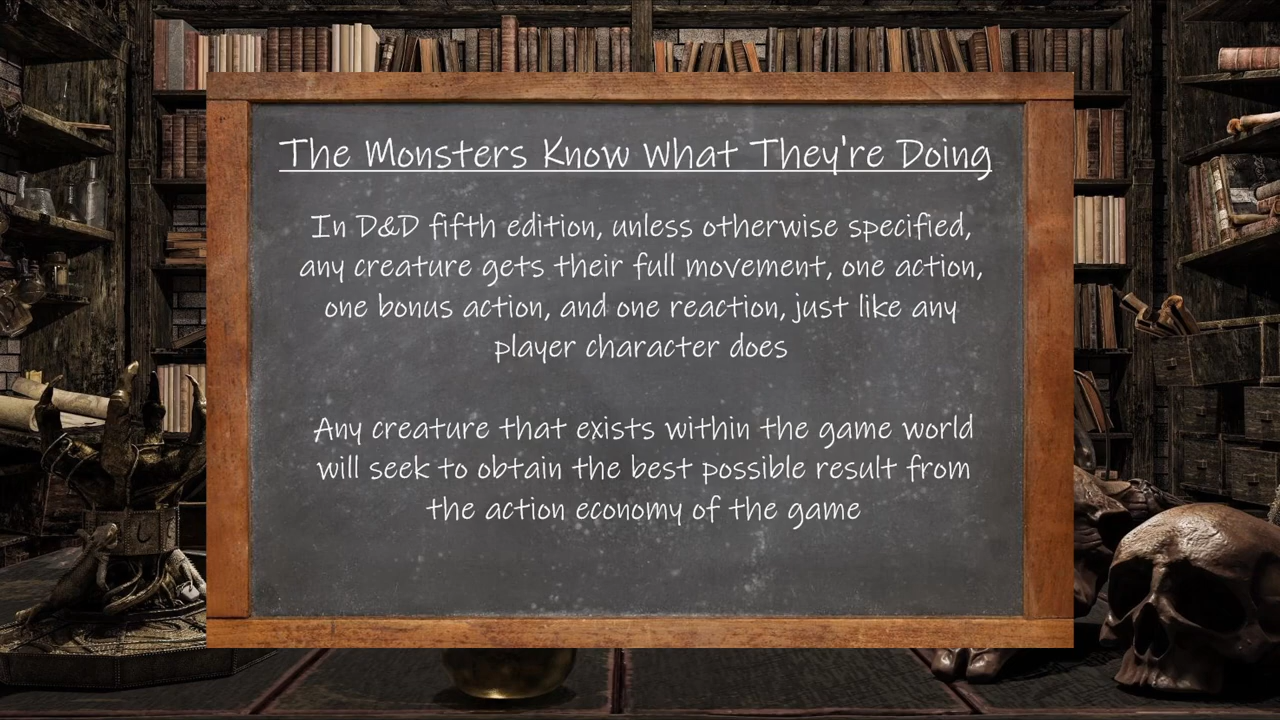 The Monsters Know What They're Doing
In D&D fifth edition, unless otherwise specified,
any creature gets their full movement, one action,
one bonus action, and one reaction, just like any
player character does
Any creature that exists within the game world
will seek to obtain the best possible result from
the action economy of the game